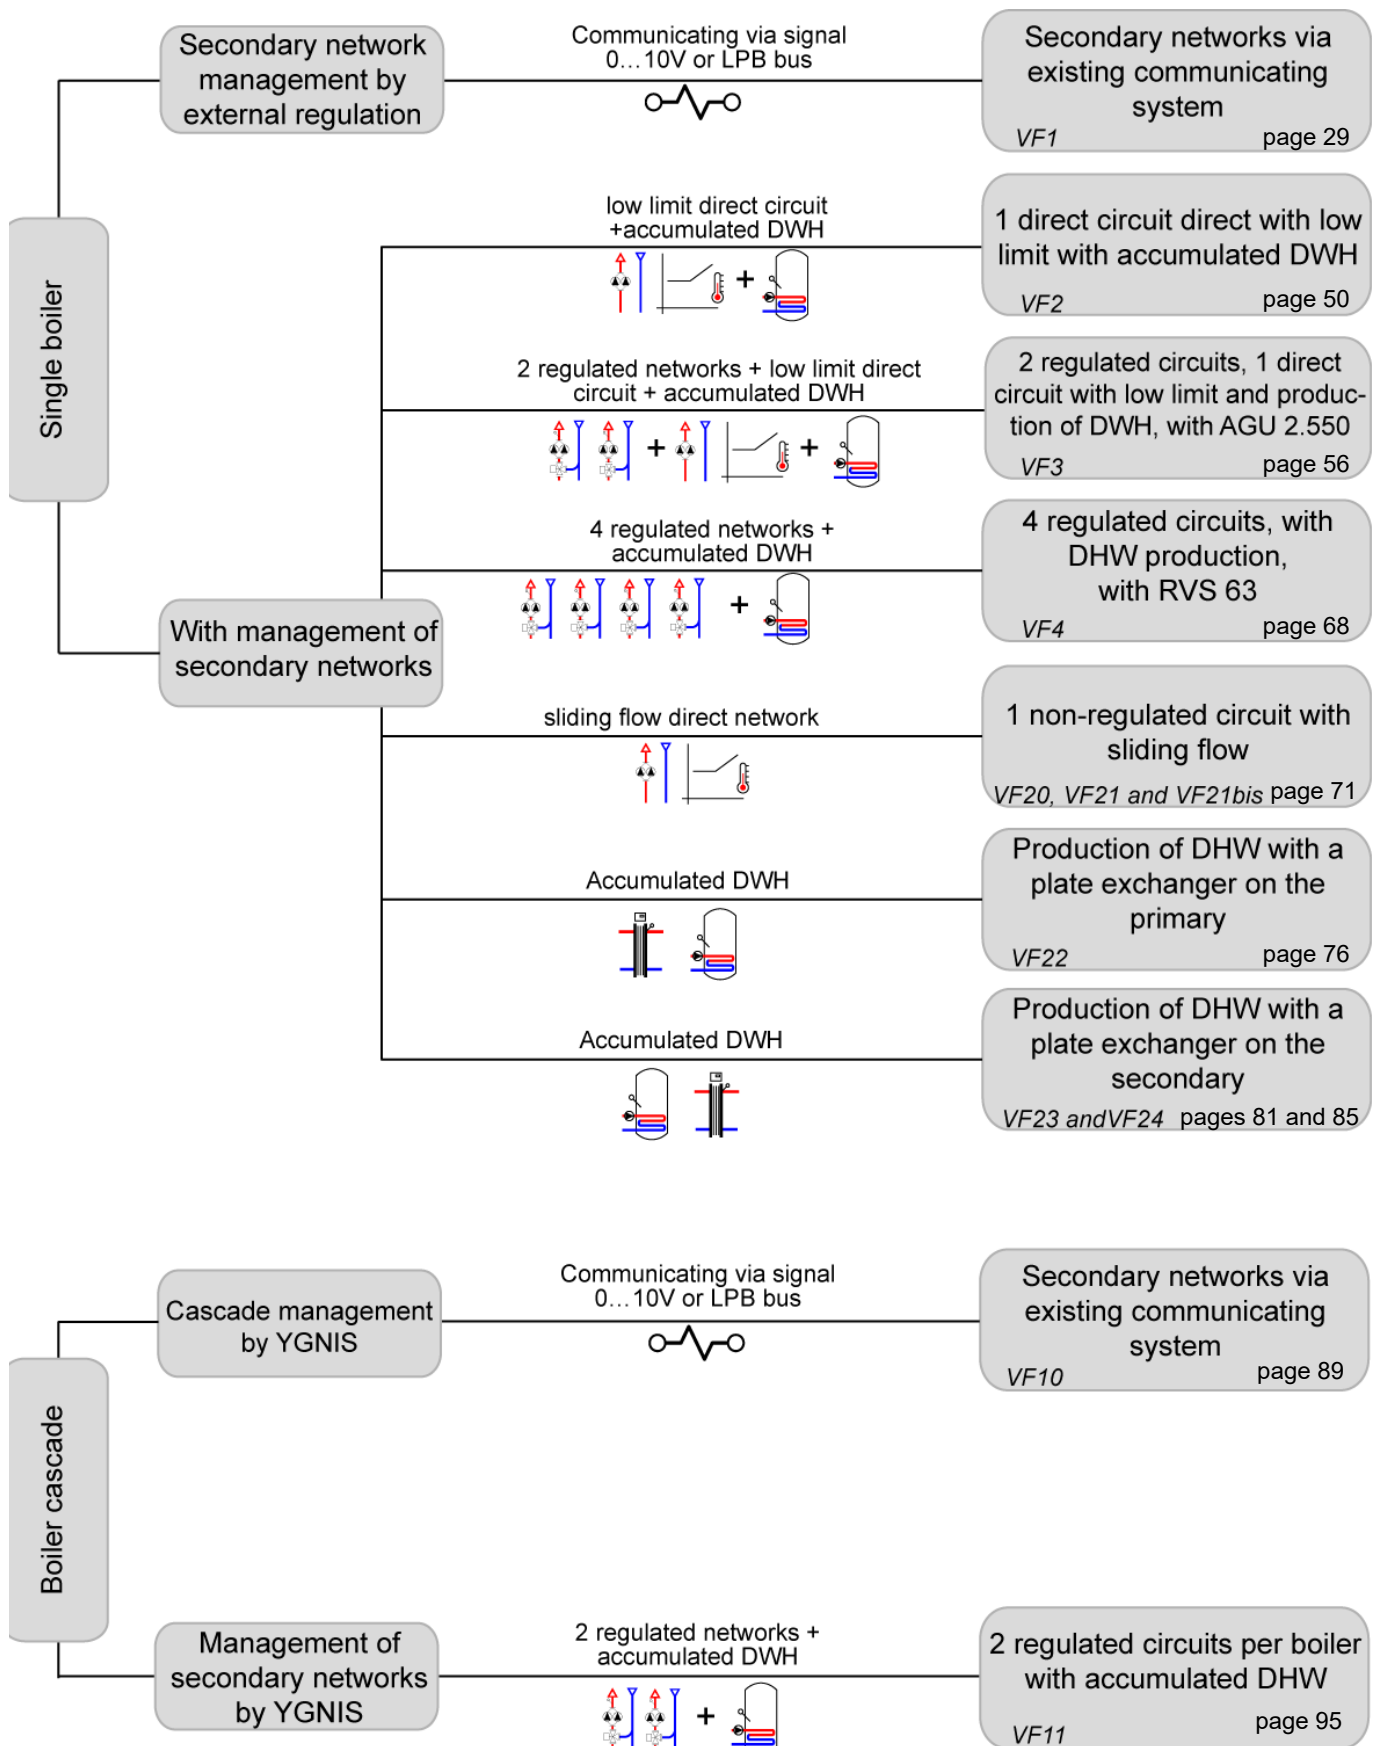 Single boiler
Secondary network
management by
external regulation
Communicating via signal
0...10V or LPB bus
Secondary networks via
existing communicating
system
VF1 page 29
With management of
secondary networks
low limit direct circuit
+accumulated DWH
1 direct circuit direct with low
limit with accumulated DWH
VF2 page 50
2 regulated networks + low limit direct
circuit + accumulated DWH
2 regulated circuits, 1 direct
circuit with low limit and produc-
tion of DWH, with AGU 2.550
VF3 page 56
4 regulated networks +
accumulated DWH
4 regulated circuits, with
DHW production,
with RVS 63
VF4 page 68
sliding flow direct network
1 non-regulated circuit with
sliding flow
VF20, VF21 and VF21bis page 71
Accumulated DWH
Production of DHW with a
plate exchanger on the
primary
VF22 page 76
Accumulated DWH
Production of DHW with a
plate exchanger on the
secondary
VF23 andVF24 pages 81 and 85
Boiler cascade
Cascade management
by YGNIS
Communicating via signal
0...10V or LPB bus
Secondary networks via
existing communicating
system
VF10 page 89
Management of
secondary networks
by YGNIS
2 regulated networks +
accumulated DWH
2 regulated circuits per boiler
with accumulated DHW
VF11 page 95